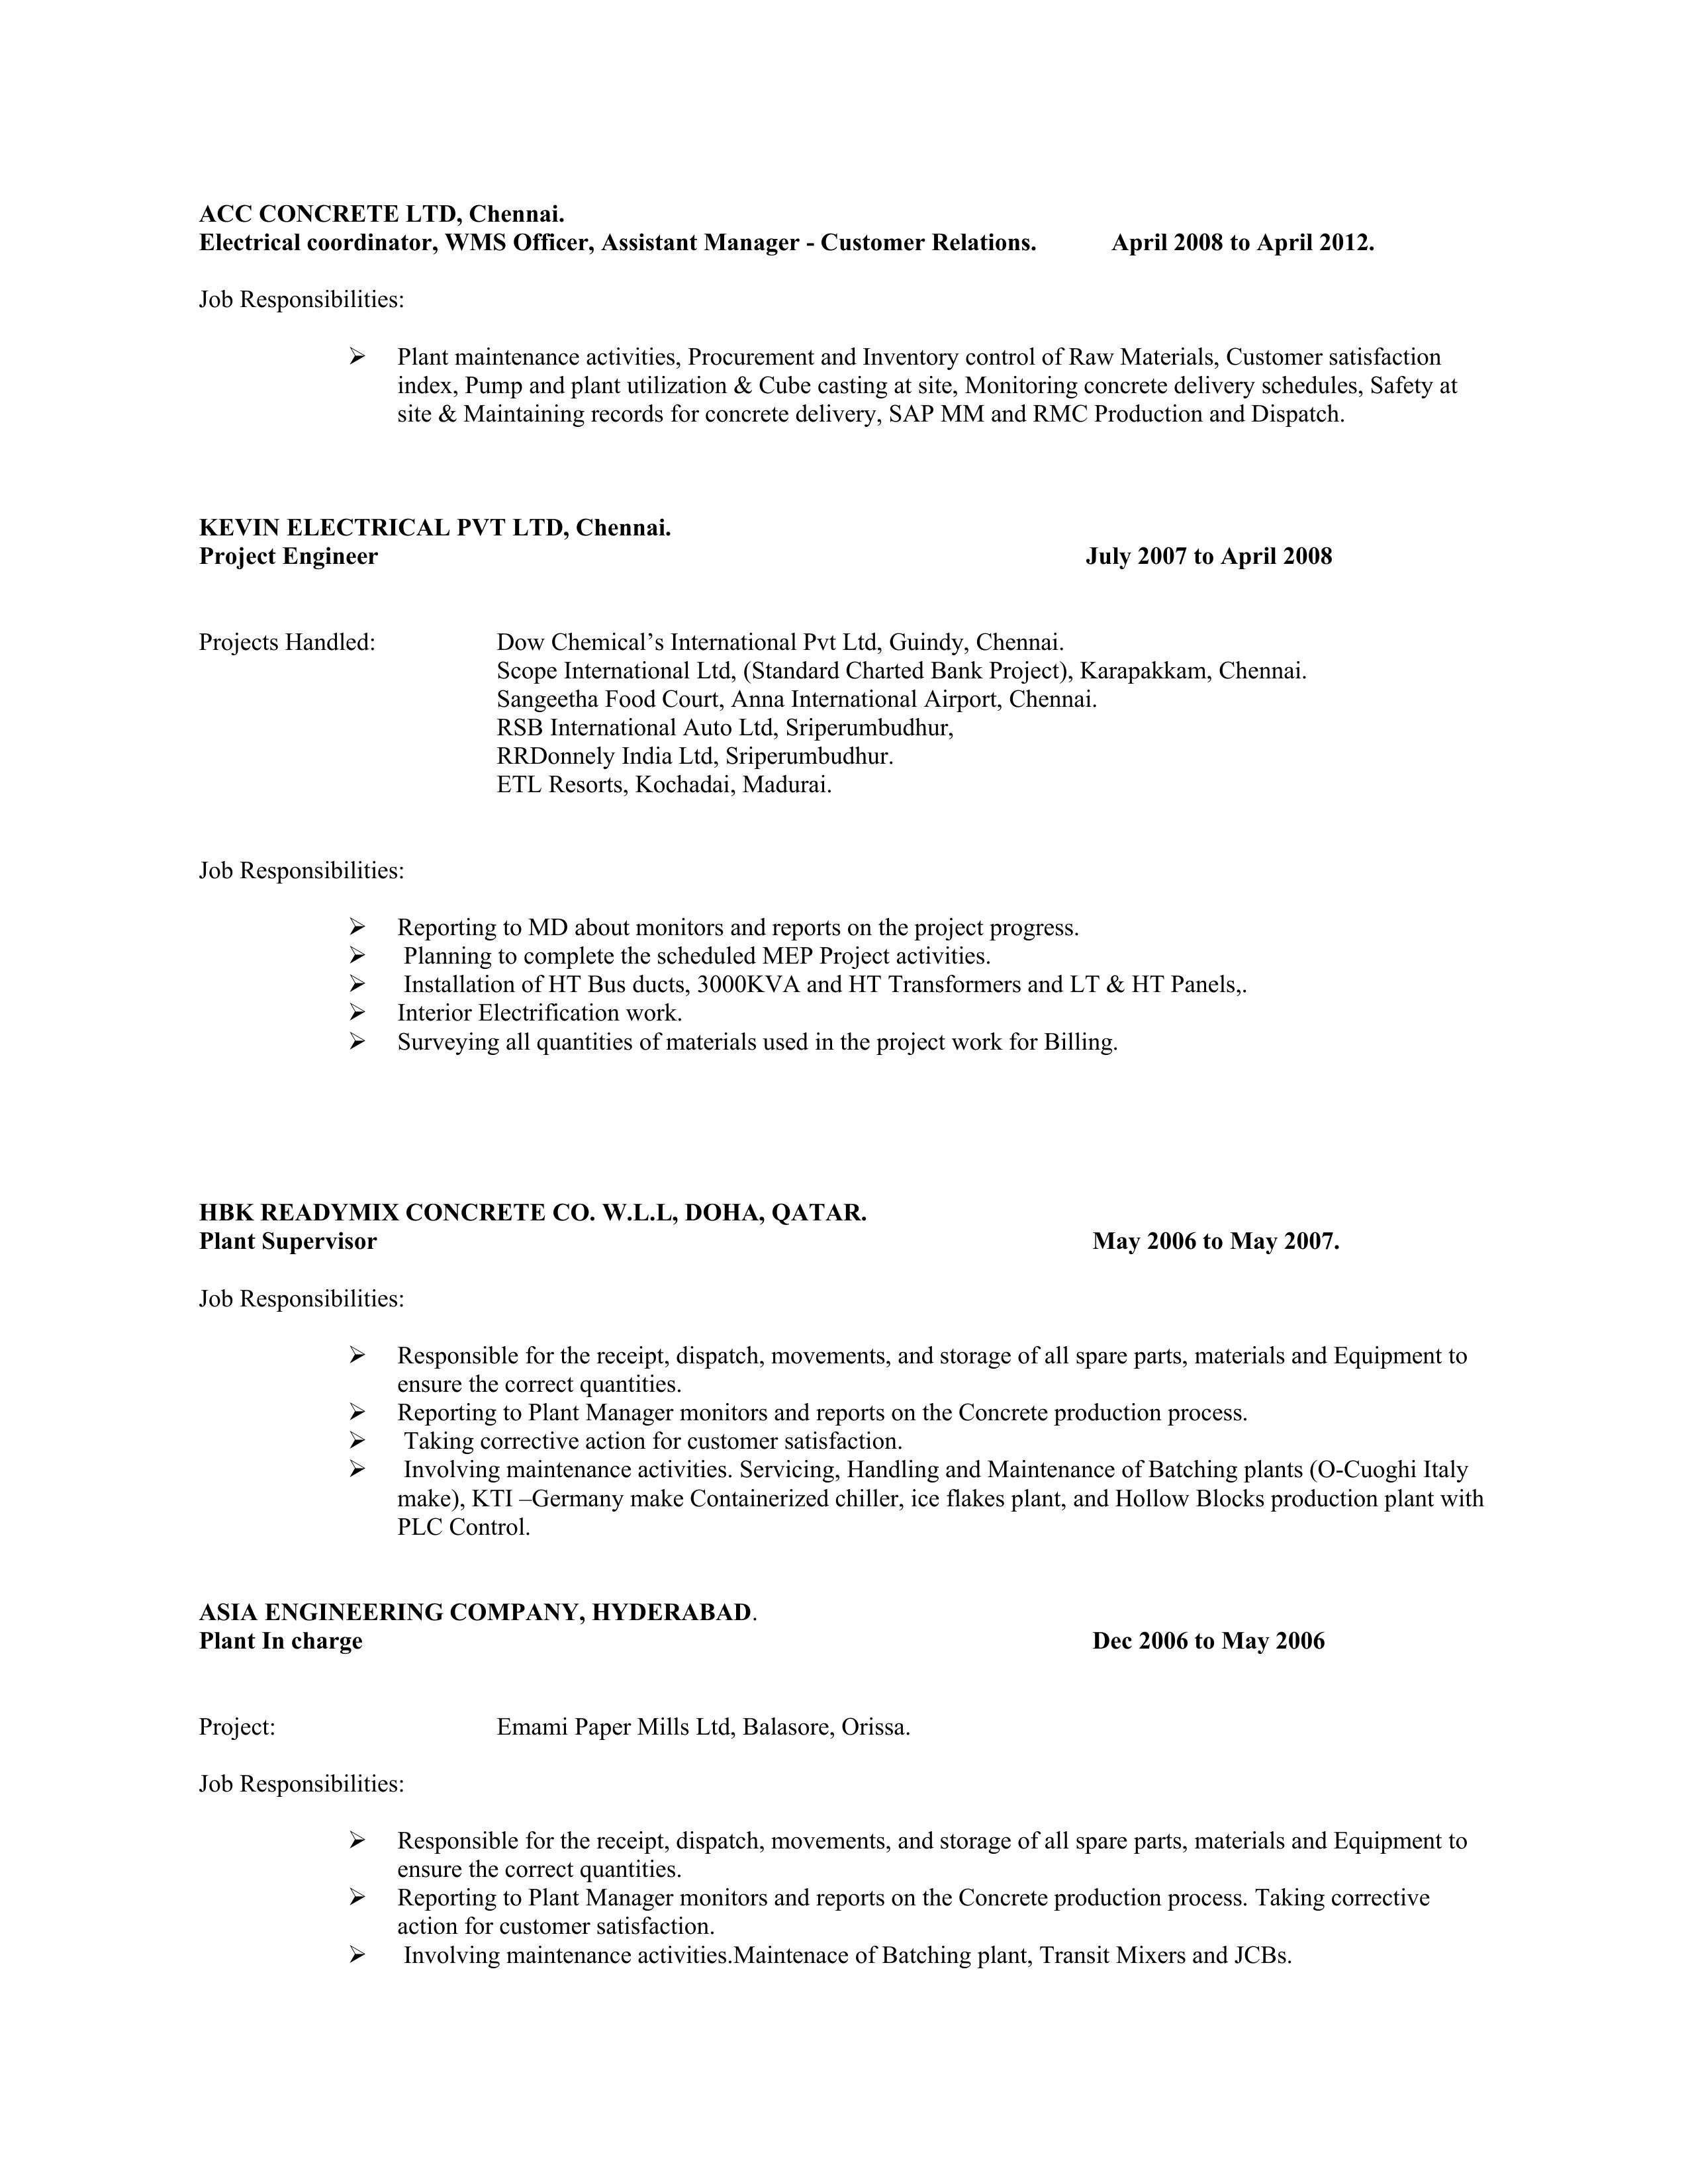 ACC CONCRETE LTD, Chennai.
Electrical coordinator, WMS Officer, Assistant Manager - Customer Relations. April 2008 to April 2012.
Job Responsibilities:
➢ Plant maintenance activities, Procurement and Inventory control of Raw Materials, Customer satisfaction
index, Pump and plant utilization & Cube casting at site, Monitoring concrete delivery schedules, Safety at
site & Maintaining records for concrete delivery, SAP MM and RMC Production and Dispatch.
KEVIN ELECTRICAL PVT LTD, Chennai.
Project Engineer July 2007 to April 2008
Projects Handled: Dow Chemical’s International Pvt Ltd, Guindy, Chennai.
Scope International Ltd, (Standard Charted Bank Project), Karapakkam, Chennai.
Sangeetha Food Court, Anna International Airport, Chennai.
RSB International Auto Ltd, Sriperumbudhur,
RRDonnely India Ltd, Sriperumbudhur.
ETL Resorts, Kochadai, Madurai.
Job Responsibilities:
➢ Reporting to MD about monitors and reports on the project progress.
➢ Planning to complete the scheduled MEP Project activities.
➢ Installation of HT Bus ducts, 3000KVA and HT Transformers and LT & HT Panels,.
➢ Interior Electrification work.
➢ Surveying all quantities of materials used in the project work for Billing.
HBK READYMIX CONCRETE CO. W.L.L, DOHA, QATAR.
Plant Supervisor May 2006 to May 2007.
Job Responsibilities:
➢ Responsible for the receipt, dispatch, movements, and storage of all spare parts, materials and Equipment to
ensure the correct quantities.
➢ Reporting to Plant Manager monitors and reports on the Concrete production process.
➢ Taking corrective action for customer satisfaction.
➢ Involving maintenance activities. Servicing, Handling and Maintenance of Batching plants (O-Cuoghi Italy
make), KTI –Germany make Containerized chiller, ice flakes plant, and Hollow Blocks production plant with
PLC Control.
ASIA ENGINEERING COMPANY, HYDERABAD.
Plant In charge Dec 2006 to May 2006
Project: Emami Paper Mills Ltd, Balasore, Orissa.
Job Responsibilities:
➢ Responsible for the receipt, dispatch, movements, and storage of all spare parts, materials and Equipment to
ensure the correct quantities.
➢ Reporting to Plant Manager monitors and reports on the Concrete production process. Taking corrective
action for customer satisfaction.
➢ Involving maintenance activities.Maintenace of Batching plant, Transit Mixers and JCBs.